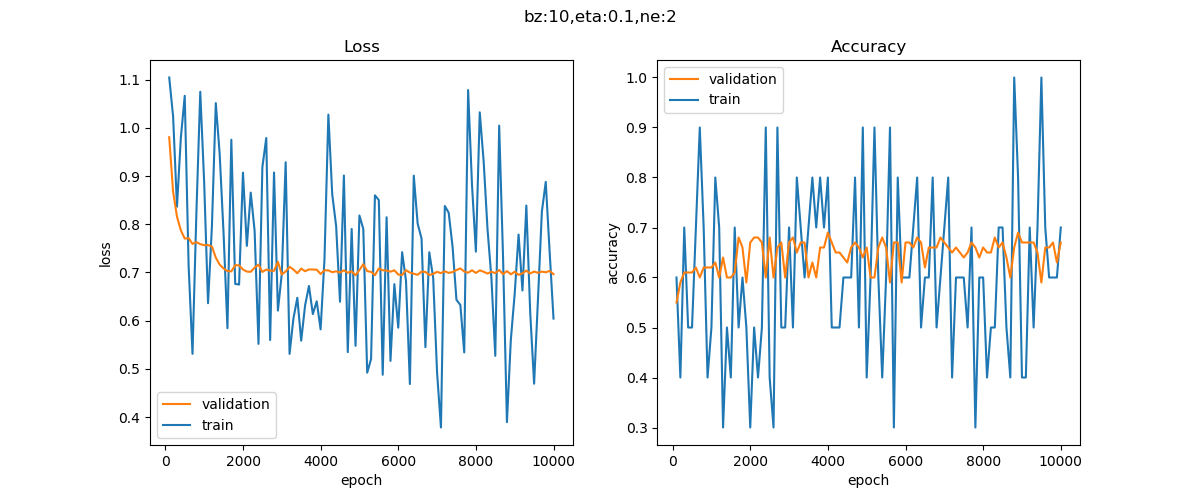 bz:10,eta:0.1,ne:2
Loss
1.1
1.0
0.9
0.8
0.7
0.6
0.5
0.4
loss
validation
train
0
2000
4000
6000
8000
10000
epoch
Accuracy
1.0
0.9
0.8
0.7
0.6
0.5
0.4
0.3
accuracy
validation
train
0
2000
4000
6000
8000
10000
epoch